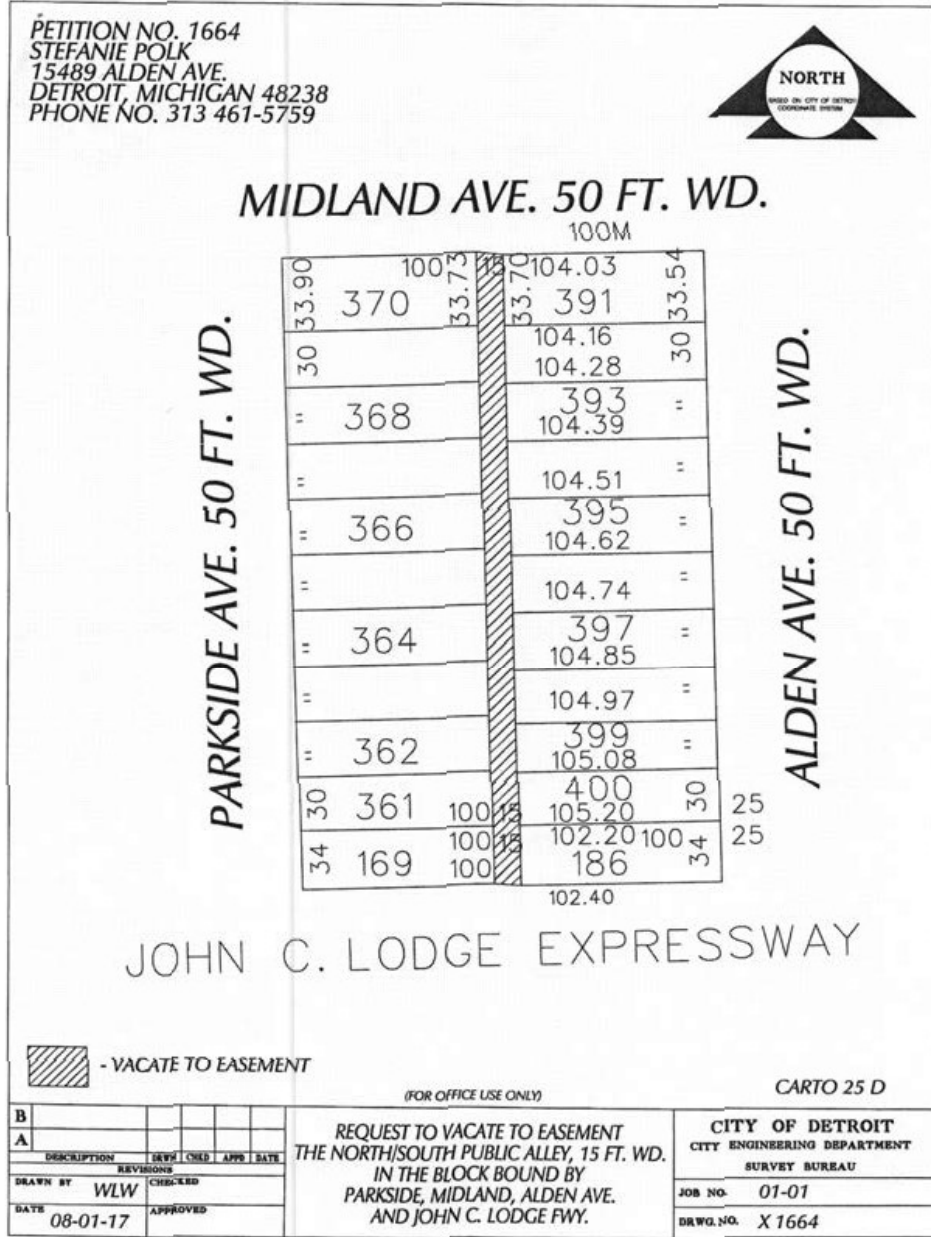 PETITION NO. 1664
STEFANIE POLK
15489 ALDEN AVE.
DETROIT, MICHIGAN 48238
PHONE NO. 313 461-5759
NORTH
BASED ON CITY OF DETROIT
COORDINATE SYSTEM
MIDLAND AVE. 50 FT. WD.
100M
PARKSIDE AVE. 50 FT. WD.
ALDEN AVE. 50 FT. WD.
33.90 100 33.73 15 33.70 104.03 33.54
370 391
30 104.16 30
104.28
" 368 393 "
104.39
" 104.51 "
" 366 395 "
104.62
" 104.74 "
" 364 397 "
104.85
" 104.97 "
" 362 399 "
105.08
30 361 100 15 400 30 25
105.20
34 100 15 102.20 100 34 25
169 100 186
102.40
JOHN C. LODGE EXPRESSWAY
- VACATE TO EASEMENT
(FOR OFFICE USE ONLY)
CARTO 25 D
B
A
DESCRIPTION DRWN CHKD APPD DATE
REVISIONS
DRAWN BY WLW CHECKED
DATE 08-01-17 APPROVED
REQUEST TO VACATE TO EASEMENT
THE NORTH/SOUTH PUBLIC ALLEY, 15 FT. WD.
IN THE BLOCK BOUND BY
PARKSIDE, MIDLAND, ALDEN AVE.
AND JOHN C. LODGE FWY.
CITY OF DETROIT
CITY ENGINEERING DEPARTMENT
SURVEY BUREAU
JOB NO. 01-01
DRWG. NO. X 1664